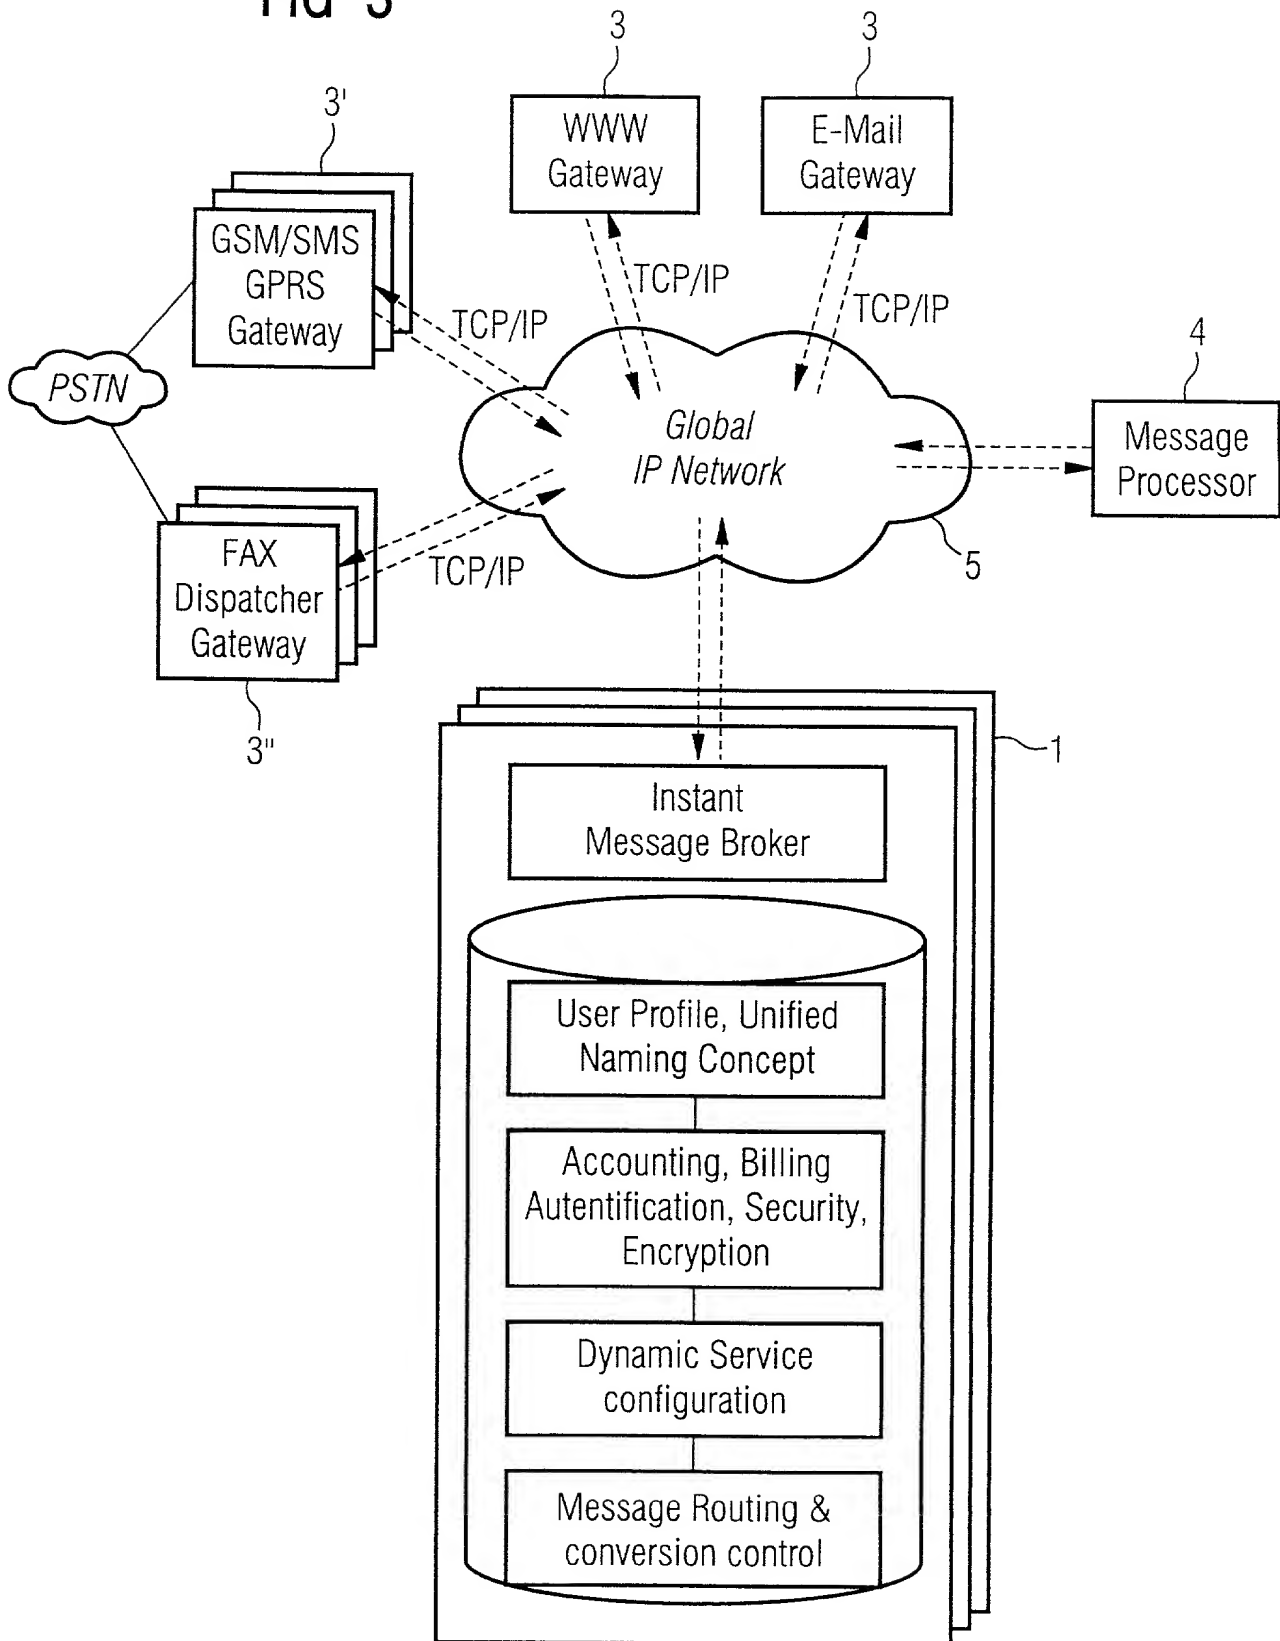 FIG 3
3
3
3'
WWW
Gateway
E-Mail
Gateway
GSM/SMS
GPRS
Gateway
TCP/IP
TCP/IP
TCP/IP
4
PSTN
Global
IP Network
Message
Processor
FAX
Dispatcher
Gateway
TCP/IP
5
3"
1
Instant
Message Broker
User Profile, Unified
Naming Concept
Accounting, Billing
Autentification, Security,
Encryption
Dynamic Service
configuration
Message Routing &
conversion control